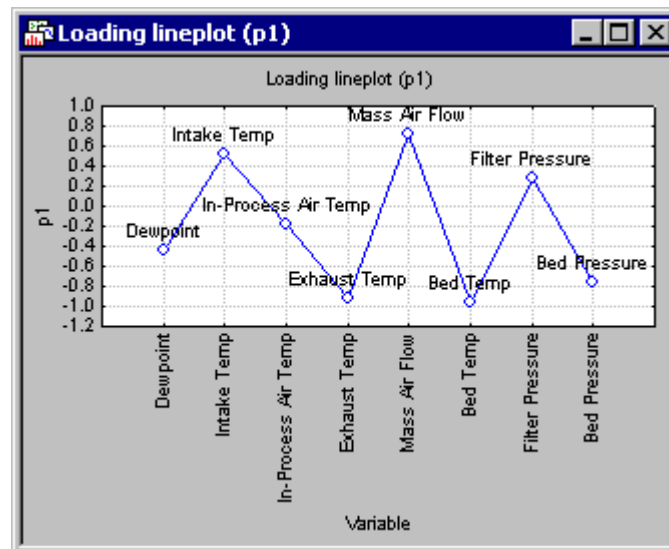 Loading lineplot (p1)
Loading lineplot (p1)
p1
1.0
0.8
0.6
0.4
0.2
0.0
-0.2
-0.4
-0.6
-0.8
-1.0
-1.2
Dewpoint
Intake Temp
In-Process Air Temp
Exhaust Temp
Mass Air Flow
Bed Temp
Filter Pressure
Bed Pressure
Dewpoint
Intake Temp
In-Process Air Temp
Exhaust Temp
Mass Air Flow
Bed Temp
Filter Pressure
Bed Pressure
Variable